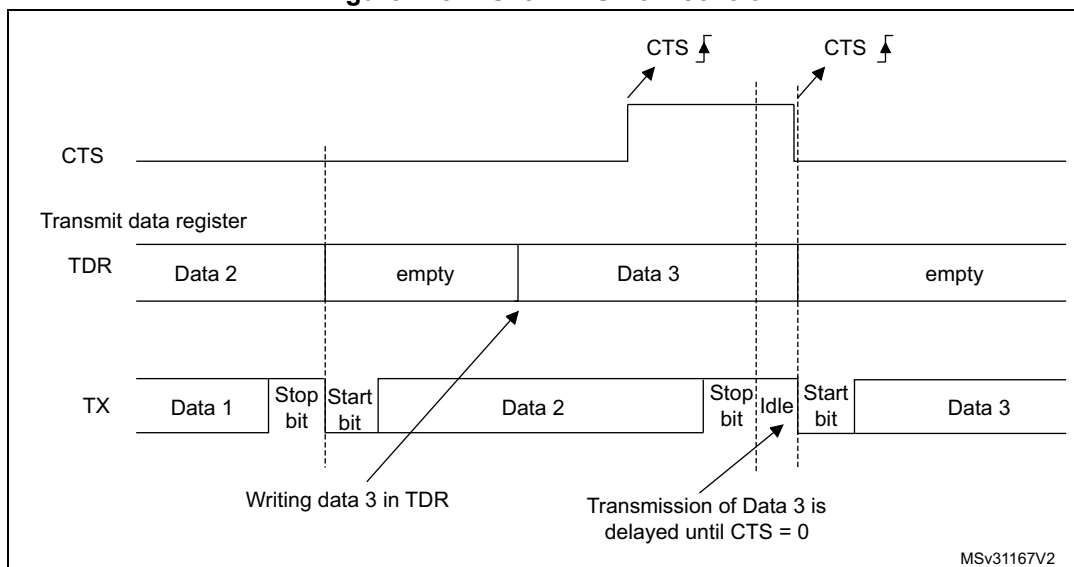 CTS CTS
CTS
Transmit data register
TDR Data 2 empty Data 3 empty
TX Data 1 Stop bit Start bit Data 2 Stop bit Idle Start bit Data 3
Writing data 3 in TDR
Transmission of Data 3 is
delayed until CTS = 0
MSv31167V2